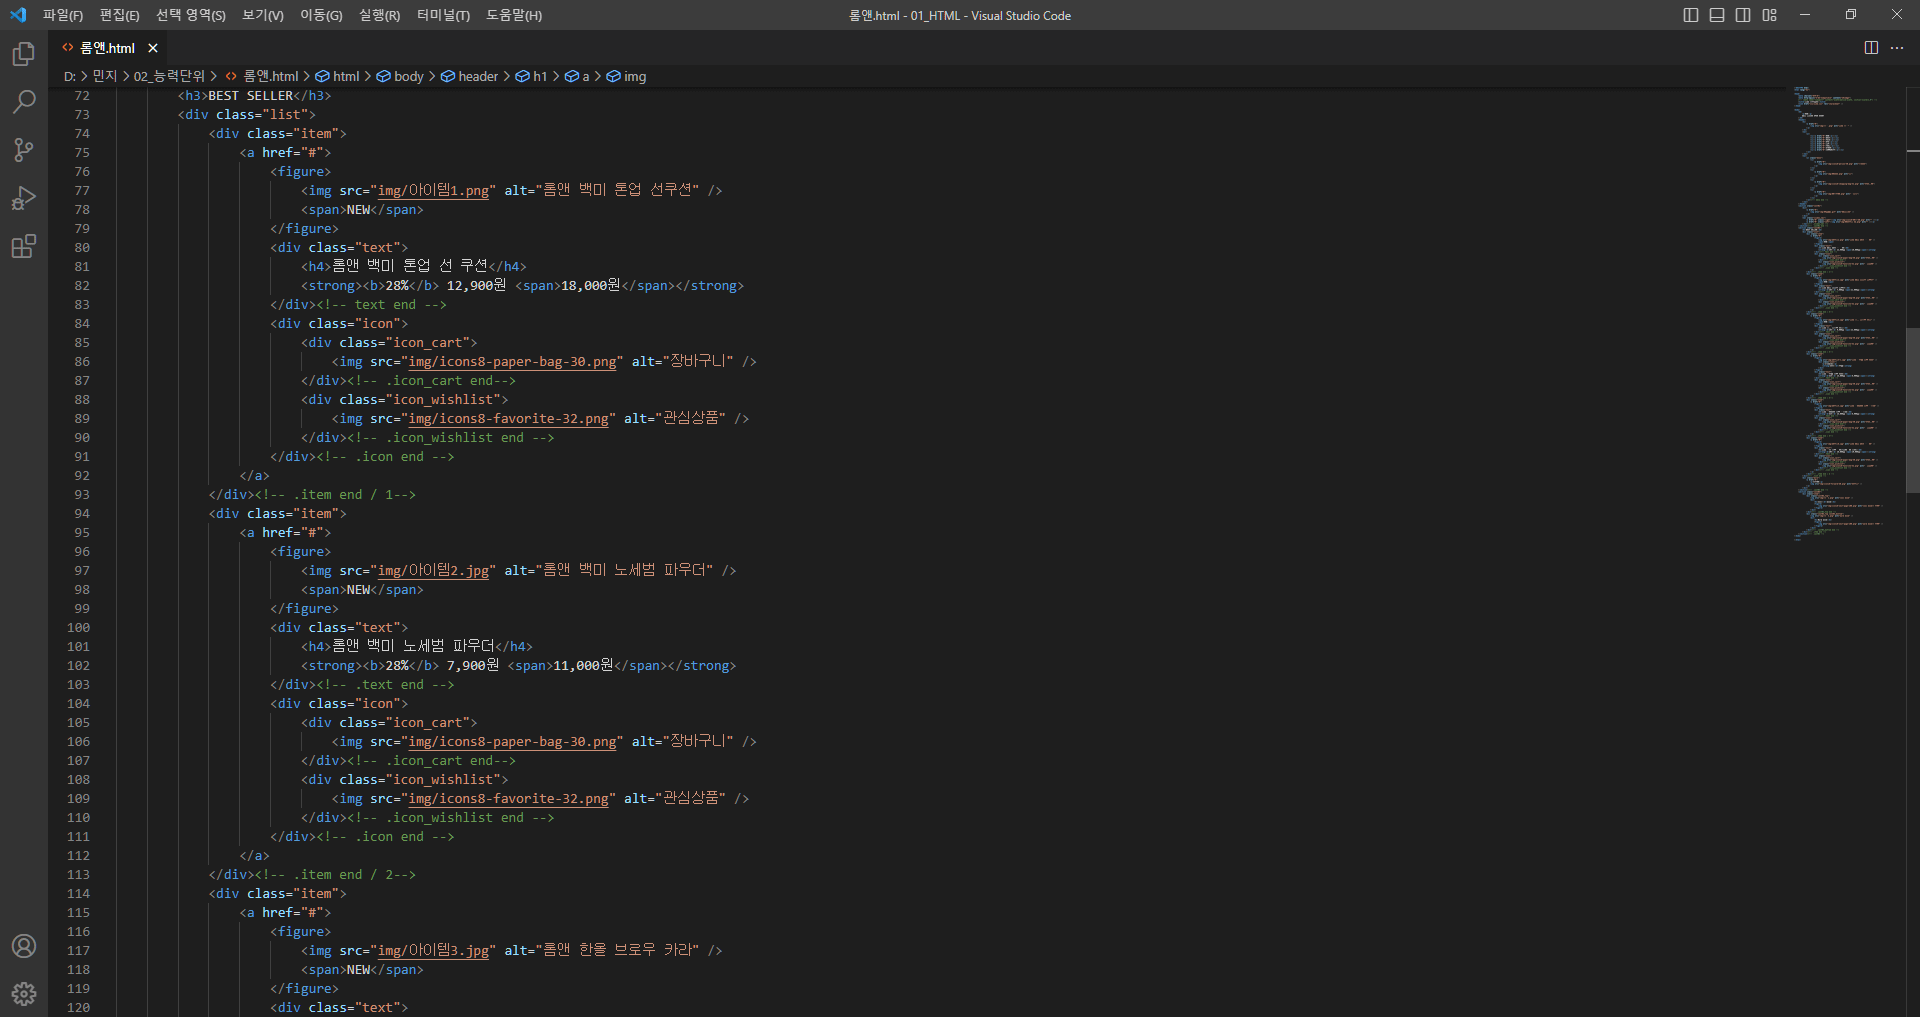 파일(F) 편집(E) 선택 영역(S) 보기(V) 이동(G) 실행(R) 터미널(T) 도움말(H) 롬앤.html - 01_HTML - Visual Studio Code
롬앤.html
D: > 민지 > 02_능력단위 > 롬앤.html > html > body > header > h1 > a > img
72 <h3>BEST SELLER</h3>
73 <div class="list">
74 <div class="item">
75 <a href="#">
76 <figure>
77 <img src="img/아이템1.png" alt="롬앤 백미 톤업 선쿠션" />
78 <span>NEW</span>
79 </figure>
80 <div class="text">
81 <h4>롬앤 백미 톤업 선 쿠션</h4>
82 <strong><b>28%</b> 12,900원 <span>18,000원</span></strong>
83 </div><!-- text end -->
84 <div class="icon">
85 <div class="icon_cart">
86 <img src="img/icons8-paper-bag-30.png" alt="장바구니" />
87 </div><!-- .icon_cart end-->
88 <div class="icon_wishlist">
89 <img src="img/icons8-favorite-32.png" alt="관심상품" />
90 </div><!-- .icon_wishlist end -->
91 </div><!-- .icon end -->
92 </a>
93 </div><!-- .item end / 1-->
94 <div class="item">
95 <a href="#">
96 <figure>
97 <img src="img/아이템2.jpg" alt="롬앤 백미 노세범 파우더" />
98 <span>NEW</span>
99 </figure>
100 <div class="text">
101 <h4>롬앤 백미 노세범 파우더</h4>
102 <strong><b>28%</b> 7,900원 <span>11,000원</span></strong>
103 </div><!-- .text end -->
104 <div class="icon">
105 <div class="icon_cart">
106 <img src="img/icons8-paper-bag-30.png" alt="장바구니" />
107 </div><!-- .icon_cart end-->
108 <div class="icon_wishlist">
109 <img src="img/icons8-favorite-32.png" alt="관심상품" />
110 </div><!-- .icon_wishlist end -->
111 </div><!-- .icon end -->
112 </a>
113 </div><!-- .item end / 2-->
114 <div class="item">
115 <a href="#">
116 <figure>
117 <img src="img/아이템3.jpg" alt="롬앤 한올 브로우 카라" />
118 <span>NEW</span>
119 </figure>
120 <div class="text">